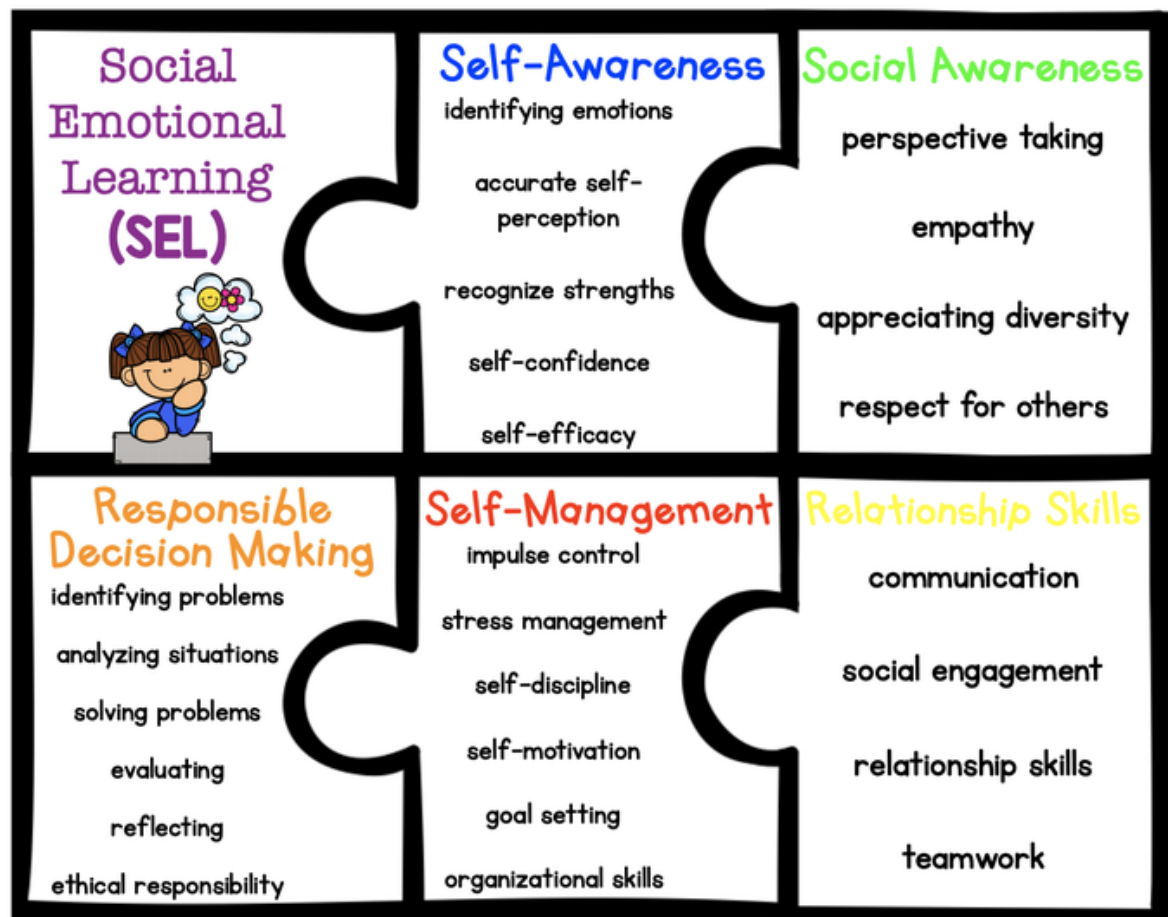 Social
Emotional
Learning
(SEL)
Self-Awareness
identifying emotions
accurate self-
perception
recognize strengths
self-confidence
self-efficacy
Social Awareness
perspective taking
empathy
appreciating diversity
respect for others
Responsible
Decision Making
identifying problems
analyzing situations
solving problems
evaluating
reflecting
ethical responsibility
Self-Management
impulse control
stress management
self-discipline
self-motivation
goal setting
organizational skills
Relationship Skills
communication
social engagement
relationship skills
teamwork